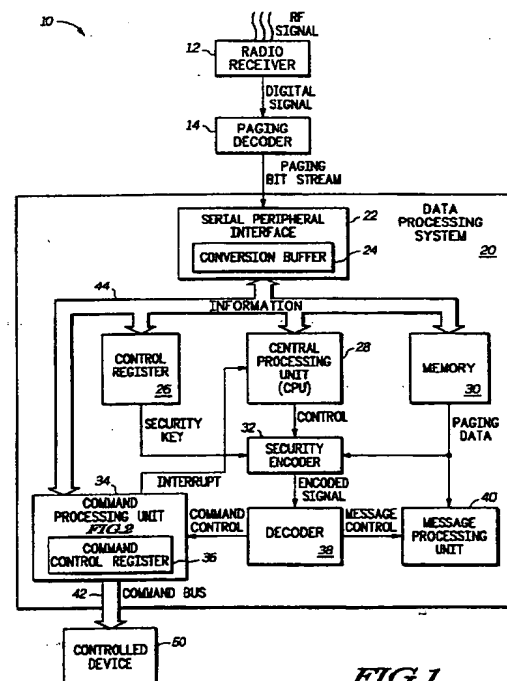 10
RF
SIGNAL
12
RADIO
RECEIVER
DIGITAL
SIGNAL
14
PAGING
DECODER
PAGING
BIT STREAM
SERIAL PERIPHERAL
INTERFACE
22
CONVERSION BUFFER
24
DATA
PROCESSING
SYSTEM
20
44
INFORMATION
CONTROL
REGISTER
26
CENTRAL
PROCESSING
UNIT
(CPU)
28
MEMORY
30
SECURITY
KEY
CONTROL
PAGING
DATA
32
SECURITY
ENCODER
34
INTERRUPT
ENCODED
SIGNAL
COMMAND
PROCESSING UNIT
FIG.2
COMMAND
CONTROL REGISTER
36
COMMAND
CONTROL
DECODER
38
MESSAGE
CONTROL
40
MESSAGE
PROCESSING
UNIT
42
COMMAND BUS
CONTROLLED
DEVICE
50
FIG.1